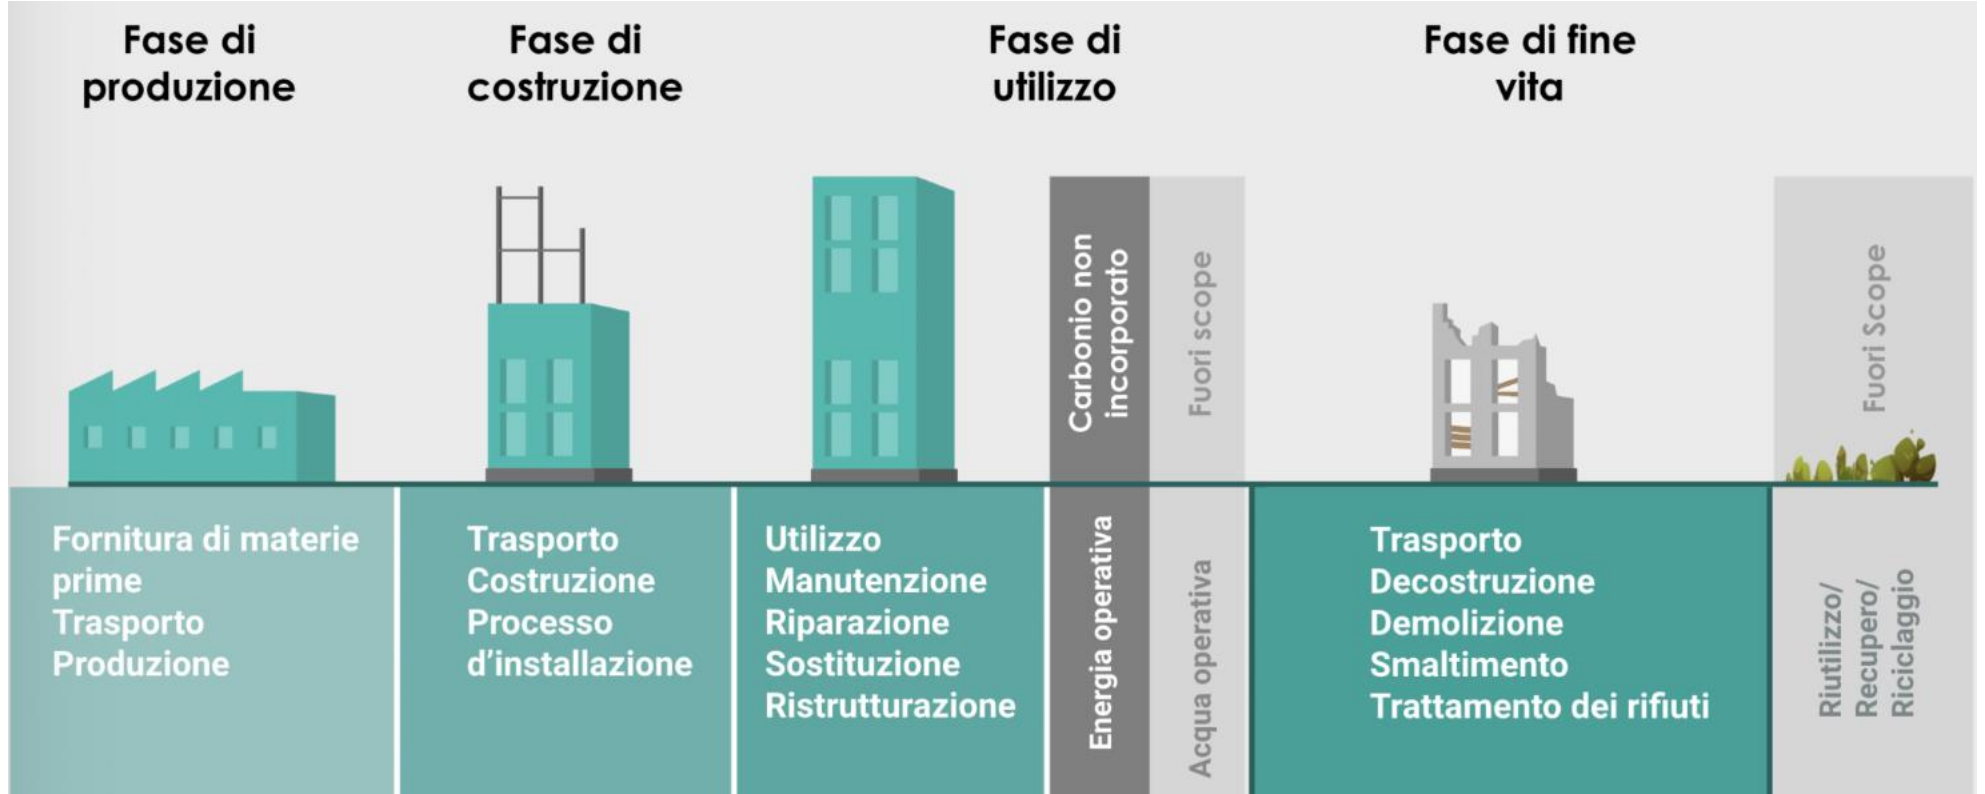 Fase di
produzione
Fase di
costruzione
Fase di
utilizzo
Fase di fine
vita
Carbonio non
incorporato
Fuori scope
Fuori Scope
Fornitura di materie
prime
Trasporto
Produzione
Trasporto
Costruzione
Processo
d’installazione
Utilizzo
Manutenzione
Riparazione
Sostituzione
Ristrutturazione
Energia operativa
Acqua operativa
Trasporto
Decostruzione
Demolizione
Smaltimento
Trattamento dei rifiuti
Riutilizzo/
Recupero/
Riciclaggio